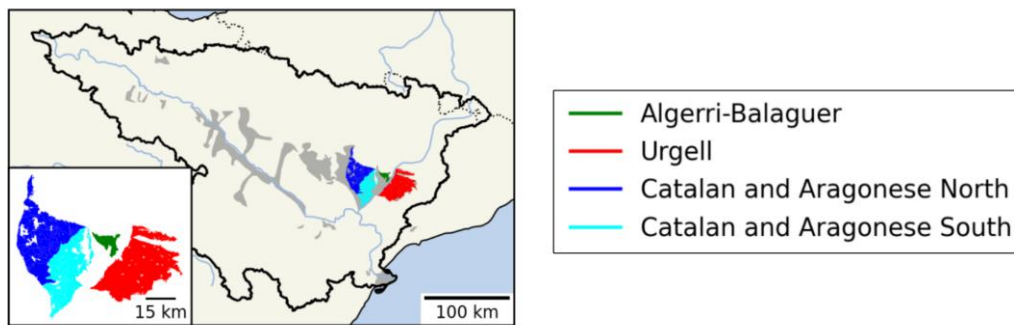 15 km
100 km
Algerri-Balaguer
Urgell
Catalan and Aragonese North
Catalan and Aragonese South